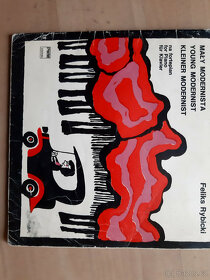 Feliks Rybicki
MAŁY MODERNISTA
YOUNG MODERNIST
KLEINER MODERNIST
na fortepian
for Piano
für Klavier